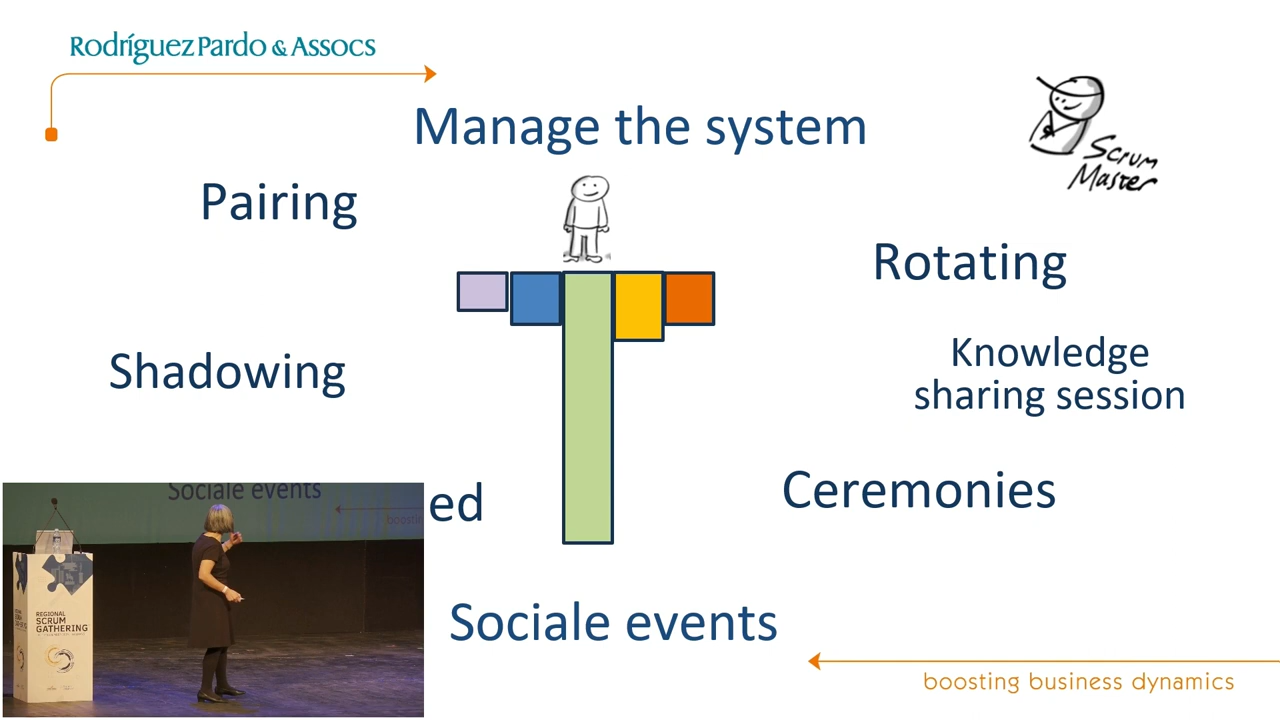 Rodríguez Pardo & Assocs
Manage the system
Scrum
Master
Pairing
Rotating
Knowledge
sharing session
Shadowing
Ceremonies
ed
Sociale events
boosting business dynamics
Sociale events
REGIONAL
SCRUM
GATHERING